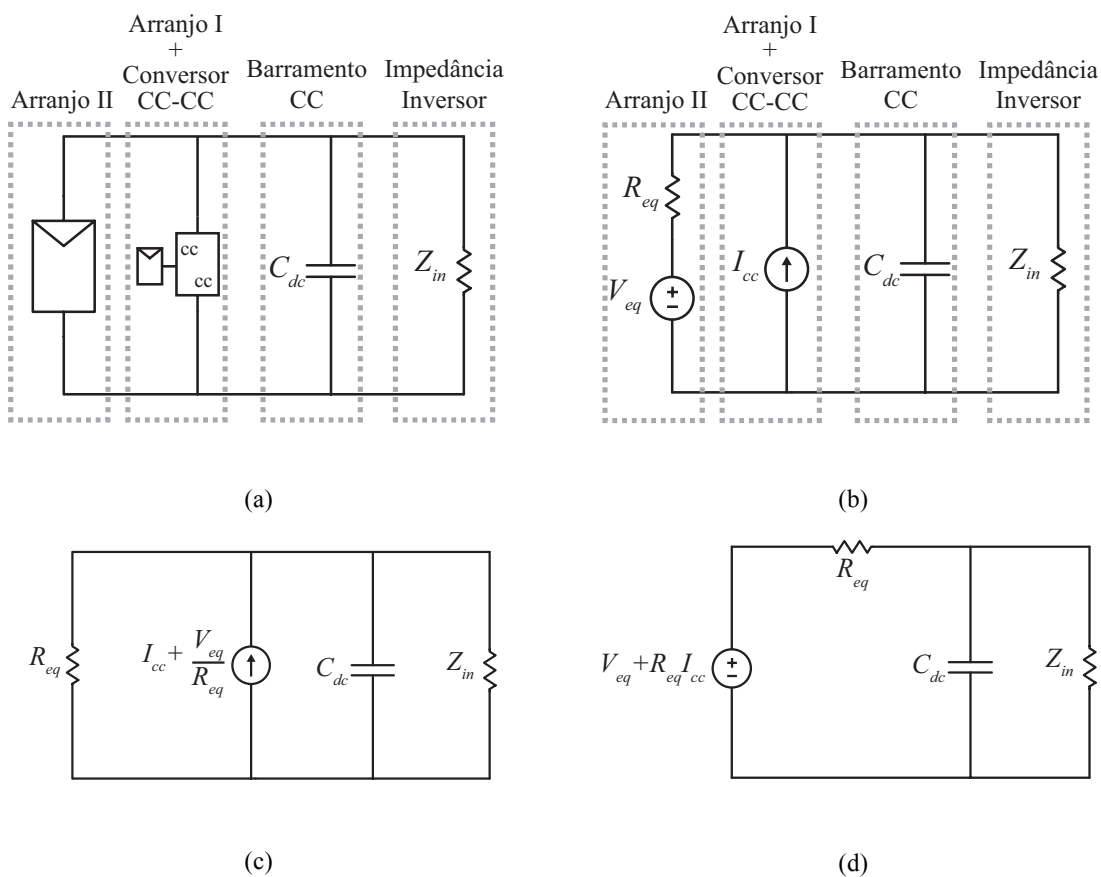 Arranjo I
+
Conversor
CC-CC
Arranjo II
Barramento
CC
Impedância
Inversor
cc
cc
C_dc
Z_in
(a)
Arranjo I
+
Conversor
CC-CC
Arranjo II
Barramento
CC
Impedância
Inversor
R_eq
V_eq
+
−
I_cc
C_dc
Z_in
(b)
R_eq
I_cc + V_eq/R_eq
C_dc
Z_in
(c)
R_eq
V_eq+R_eq I_cc
+
−
C_dc
Z_in
(d)